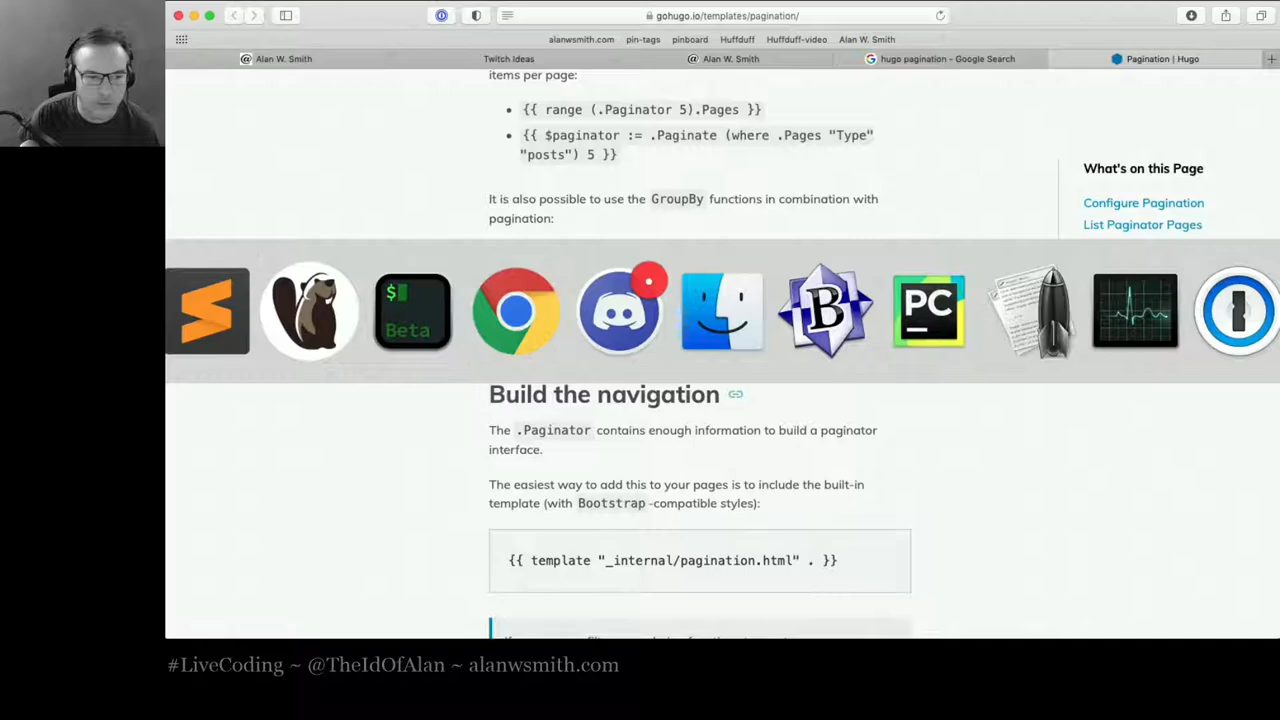 gohugo.io/templates/pagination/
alanwsmith.com pin-tags pinboard Huffduff Huffduff-video Alan W. Smith
@ Alan W. Smith
Twitch Ideas
@ Alan W. Smith
hugo pagination - Google Search
Pagination | Hugo
items per page:
{{ range (.Paginator 5).Pages }}
{{ $paginator := .Paginate (where .Pages "Type"
"posts") 5 }}
It is also possible to use the GroupBy functions in combination with
pagination:
What's on this Page
Configure Pagination
List Paginator Pages
$
Beta
B
PC
Build the navigation
The .Paginator contains enough information to build a paginator
interface.
The easiest way to add this to your pages is to include the built-in
template (with Bootstrap -compatible styles):
{{ template "_internal/pagination.html" . }}
#LiveCoding ~ @TheIdOfAlan ~ alanwsmith.com